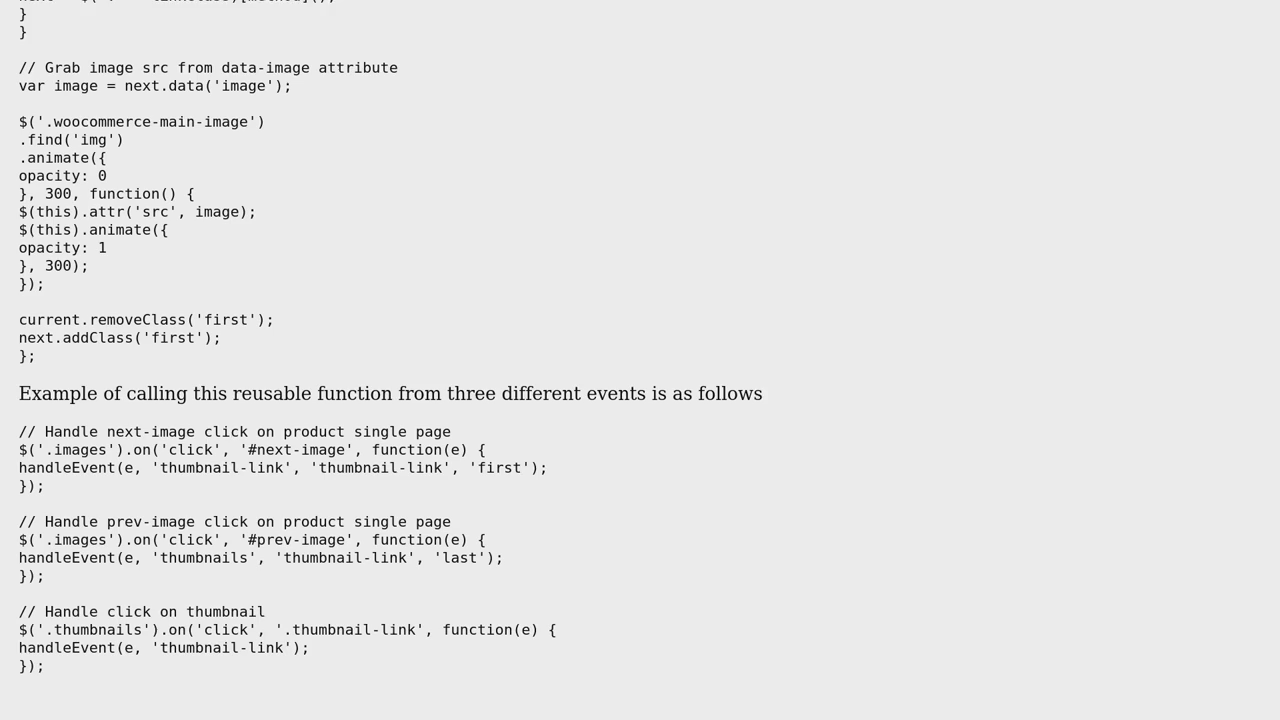 }
}
// Grab image src from data-image attribute
var image = next.data('image');
$('.woocommerce-main-image')
.find('img')
.animate({
opacity: 0
}, 300, function() {
$(this).attr('src', image);
$(this).animate({
opacity: 1
}, 300);
});
current.removeClass('first');
next.addClass('first');
};
Example of calling this reusable function from three different events is as follows
// Handle next-image click on product single page
$('.images').on('click', '#next-image', function(e) {
handleEvent(e, 'thumbnail-link', 'thumbnail-link', 'first');
});
// Handle prev-image click on product single page
$('.images').on('click', '#prev-image', function(e) {
handleEvent(e, 'thumbnails', 'thumbnail-link', 'last');
});
// Handle click on thumbnail
$('.thumbnails').on('click', '.thumbnail-link', function(e) {
handleEvent(e, 'thumbnail-link');
});